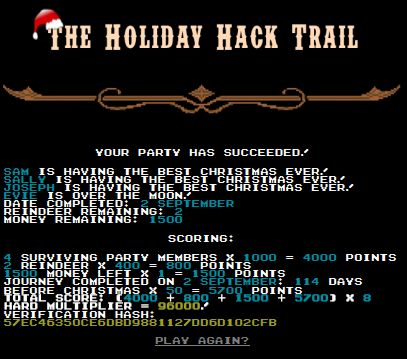 The Holiday Hack Trail
YOUR PARTY HAS SUCCEEDED!
SAM IS HAVING THE BEST CHRISTMAS EVER!
SALLY IS HAVING THE BEST CHRISTMAS EVER!
JOSEPH IS HAVING THE BEST CHRISTMAS EVER!
EVIE IS OVER THE MOON!
DATE COMPLETED: 2 SEPTEMBER
REINDEER REMAINING: 2
MONEY REMAINING: 1500
SCORING:
4 SURVIVING PARTY MEMBERS X 1000 = 4000 POINTS
2 REINDEER X 400 = 800 POINTS
1500 MONEY LEFT X 1 = 1500 POINTS
JOURNEY COMPLETED ON 2 SEPTEMBER: 114 DAYS
BEFORE CHRISTMAS X 50 = 5700 POINTS
TOTAL SCORE: (4000 + 800 + 1500 + 5700) X 8
HARD MULTIPLIER = 96000!
VERIFICATION HASH:
PLAY AGAIN?